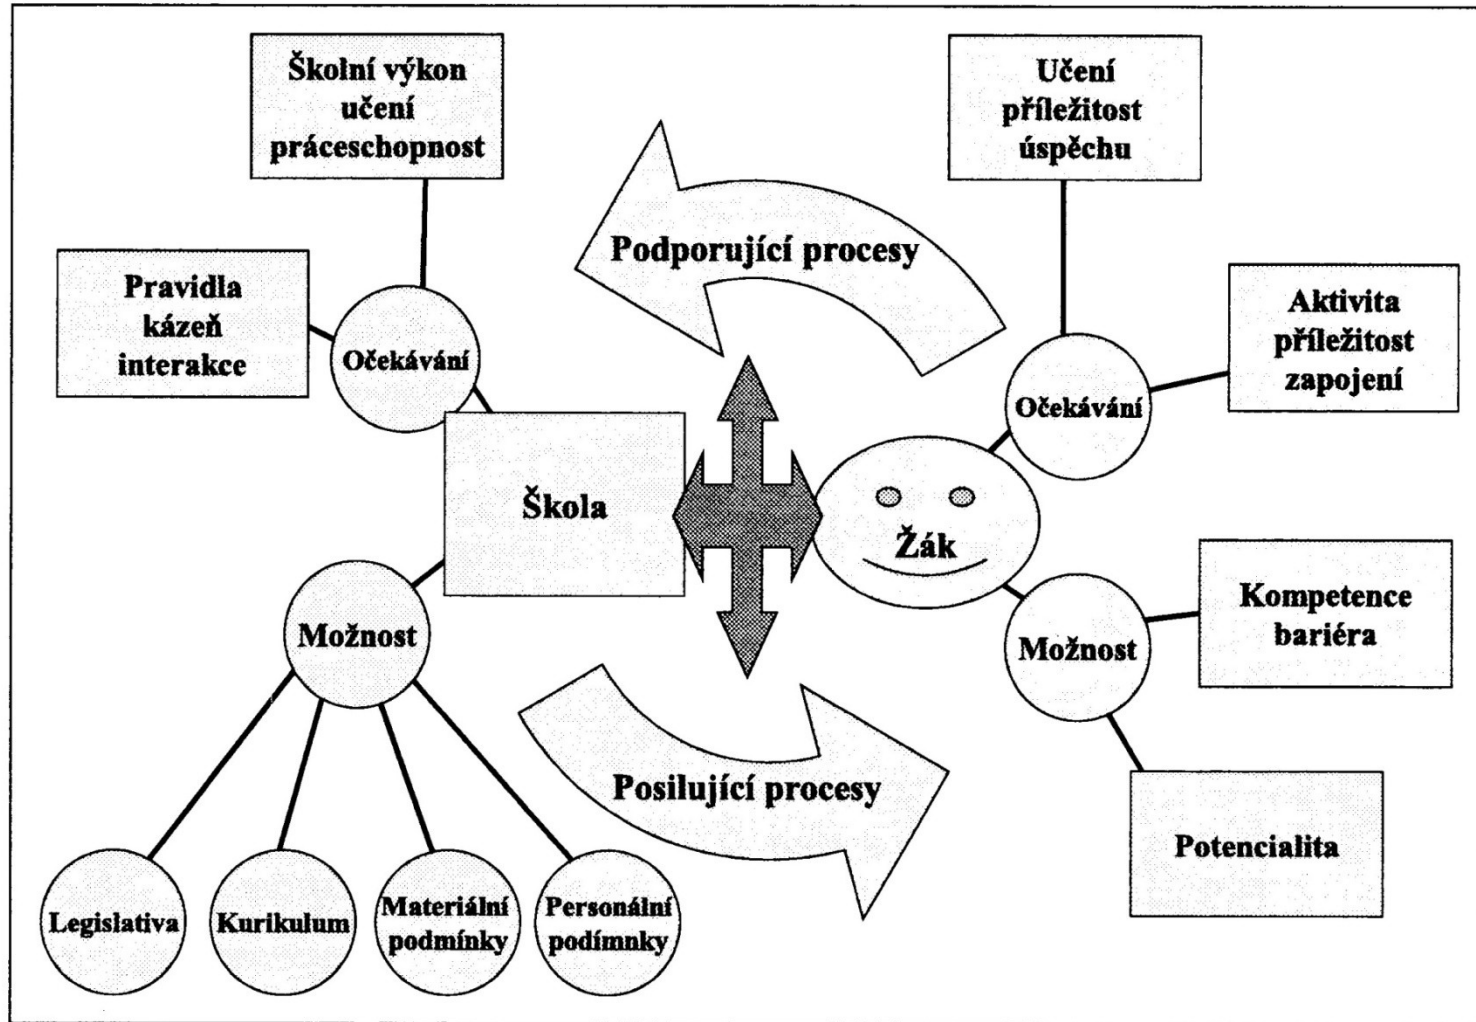 Školní výkon
učení
práceschopnost
Učení
příležitost
úspěchu
Podporující procesy
Pravidla
kázeň
interakce
Očekávání
Aktivita
příležitost
zapojení
Očekávání
Škola
Žák
Možnost
Kompetence
bariéra
Možnost
Posilující procesy
Potencialita
Legislativa
Kurikulum
Materiální
podmínky
Personální
podímnky